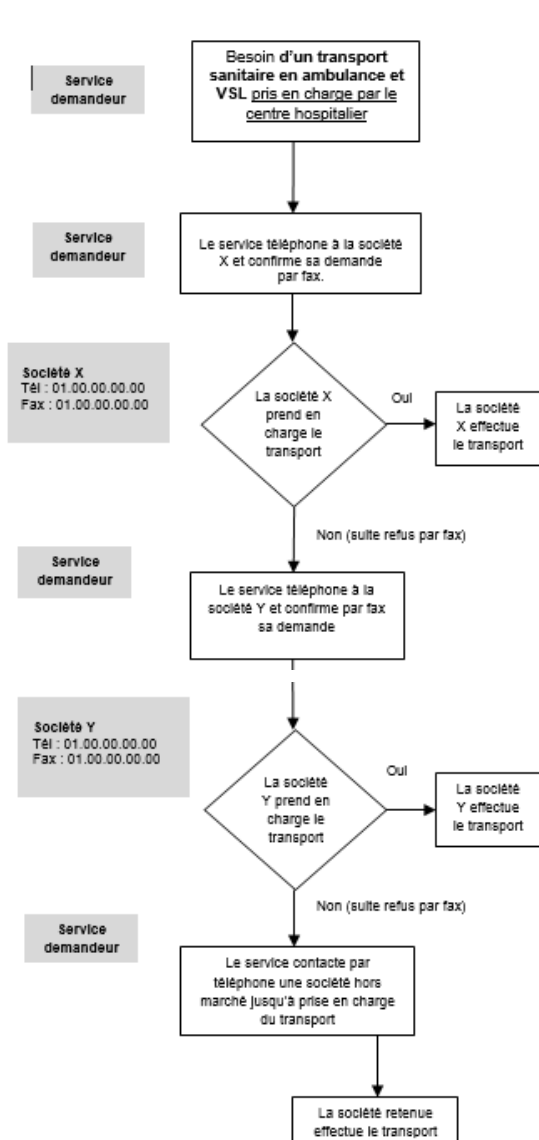 Besoin d'un transport
sanitaire en ambulance et
VSL pris en charge par le
centre hospitalier
Service
demandeur
Service
demandeur
Le service téléphone à la société
X et confirme sa demande
par fax.
Société X
Tél : 01.00.00.00.00
Fax : 01.00.00.00.00
La société X
prend en
charge le
transport
Oui
La société
X effectue
le transport
Non (suite refus par fax)
Service
demandeur
Le service téléphone à la
société Y et confirme par fax
sa demande
Société Y
Tél : 01.00.00.00.00
Fax : 01.00.00.00.00
La société
Y prend en
charge le
transport
Oui
La société
Y effectue
le transport
Non (suite refus par fax)
Service
demandeur
Le service contacte par
téléphone une société hors
marché jusqu'à prise en charge
du transport
La société retenue
effectue le transport